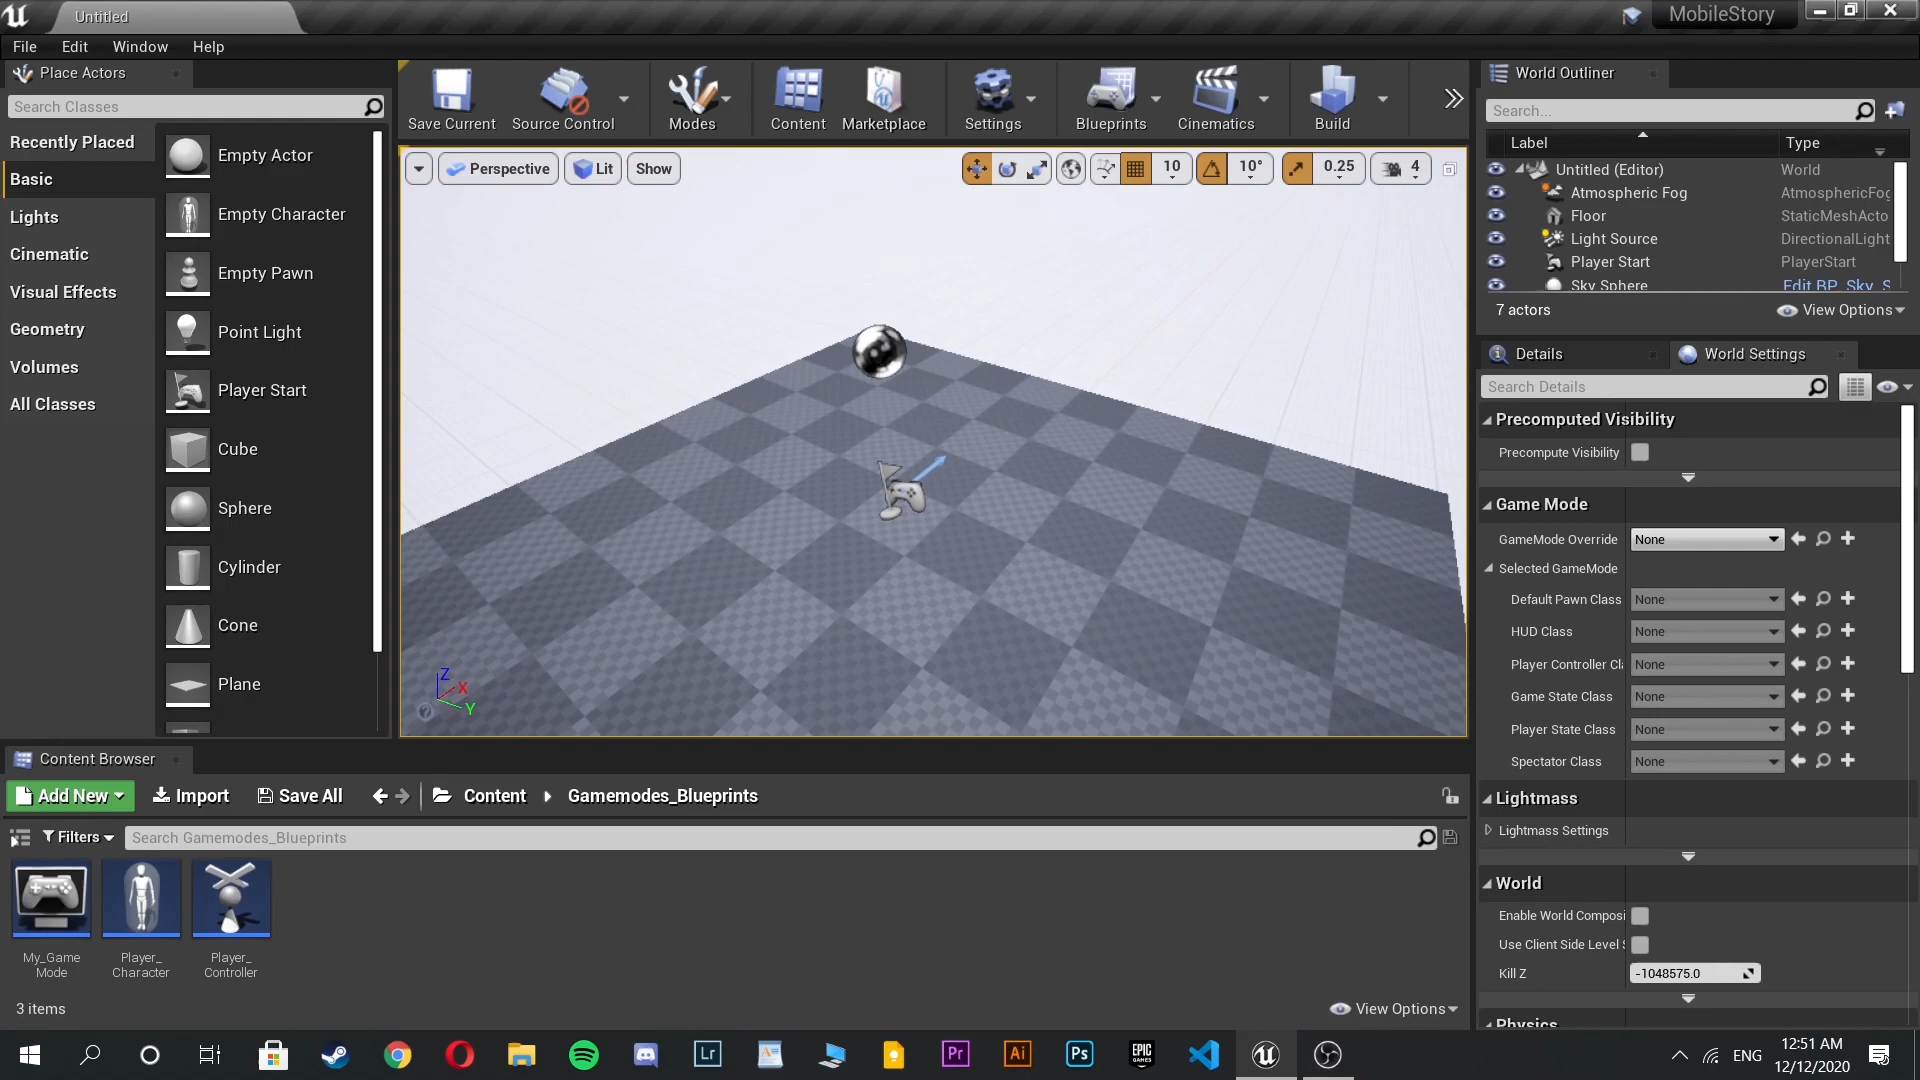 Untitled
MobileStory
File Edit Window Help
Place Actors
Search Classes
Recently Placed
Basic
Lights
Cinematic
Visual Effects
Geometry
Volumes
All Classes
Empty Actor
Empty Character
Empty Pawn
Point Light
Player Start
Cube
Sphere
Cylinder
Cone
Plane
Save Current
Source Control
Modes
Content
Marketplace
Settings
Blueprints
Cinematics
Build
Perspective
Lit
Show
10
10°
0.25
4
Z
X
Y
World Outliner
Search...
Label Type
Untitled (Editor) World
Atmospheric Fog AtmosphericFog
Floor StaticMeshActo
Light Source DirectionalLight
Player Start PlayerStart
Sky Sphere Edit BP_Sky_S
7 actors
View Options
Details
World Settings
Search Details
Precomputed Visibility
Precompute Visibility
Game Mode
GameMode Override None
Selected GameMode
Default Pawn Class None
HUD Class None
Player Controller Cl None
Game State Class None
Player State Class None
Spectator Class None
Lightmass
Lightmass Settings
World
Enable World Composi
Use Client Side Level S
Kill Z -1048575.0
Physics
Content Browser
Add New Import Save All Content Gamemodes_Blueprints
Filters Search Gamemodes_Blueprints
My_Game
Mode
Player_
Character
Player_
Controller
3 items
View Options
Lr
Pr
Ai
Ps
EPIC
GAMES
ENG
12:51 AM
12/12/2020